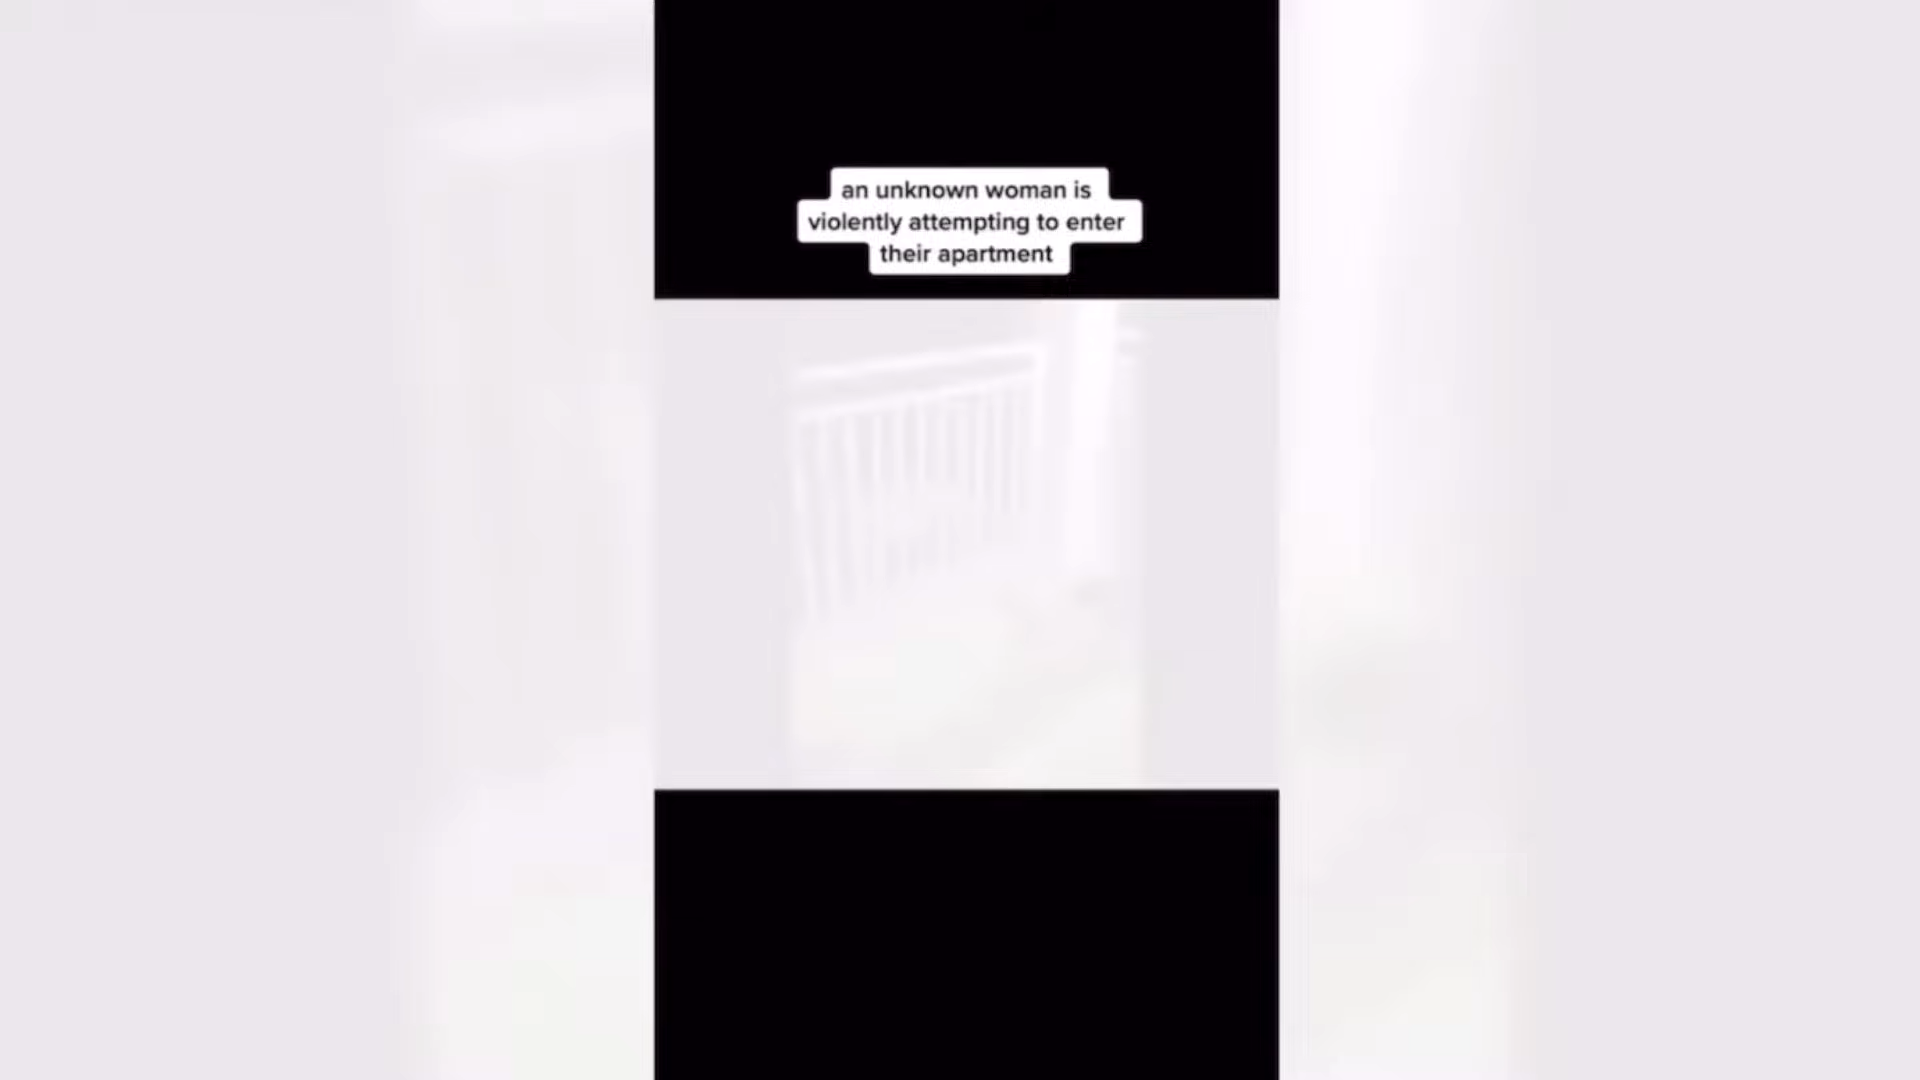 an unknown woman is
violently attempting to enter
their apartment